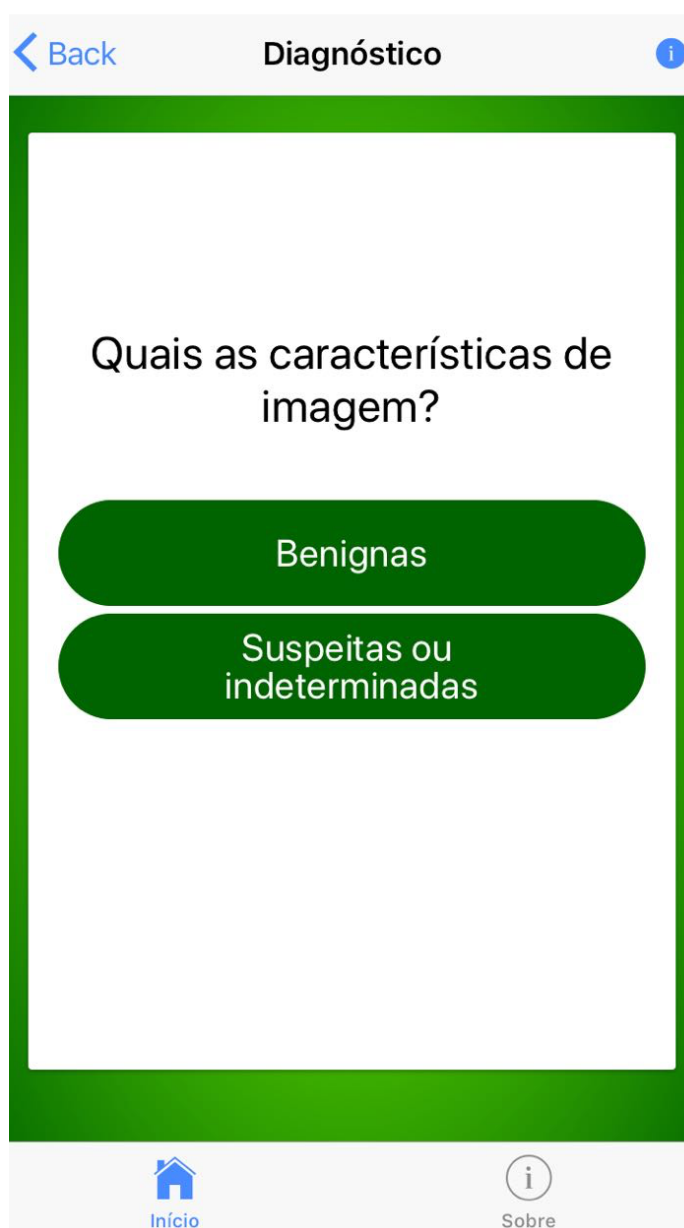 Back
Diagnóstico
i
Quais as características de
imagem?
Benignas
Suspeitas ou
indeterminadas
i
Início
Sobre